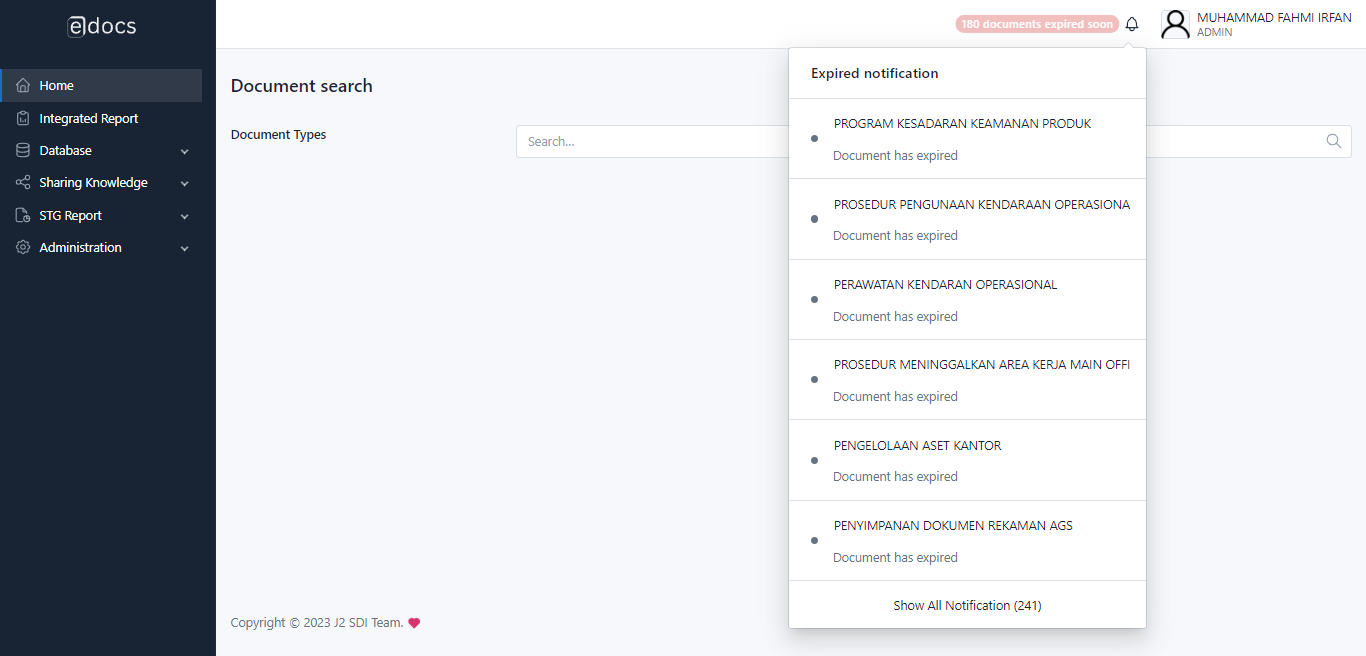 edocs
180 documents expired soon
MUHAMMAD FAHMI IRFAN
ADMIN
Home
Integrated Report
Database
Sharing Knowledge
STG Report
Administration
Document search
Document Types
Search...
Expired notification
PROGRAM KESADARAN KEAMANAN PRODUK
Document has expired
PROSEDUR PENGUNAAN KENDARAAN OPERASIONA
Document has expired
PERAWATAN KENDARAN OPERASIONAL
Document has expired
PROSEDUR MENINGGALKAN AREA KERJA MAIN OFFI
Document has expired
PENGELOLAAN ASET KANTOR
Document has expired
PENYIMPANAN DOKUMEN REKAMAN AGS
Document has expired
Show All Notification (241)
Copyright © 2023 J2 SDI Team.